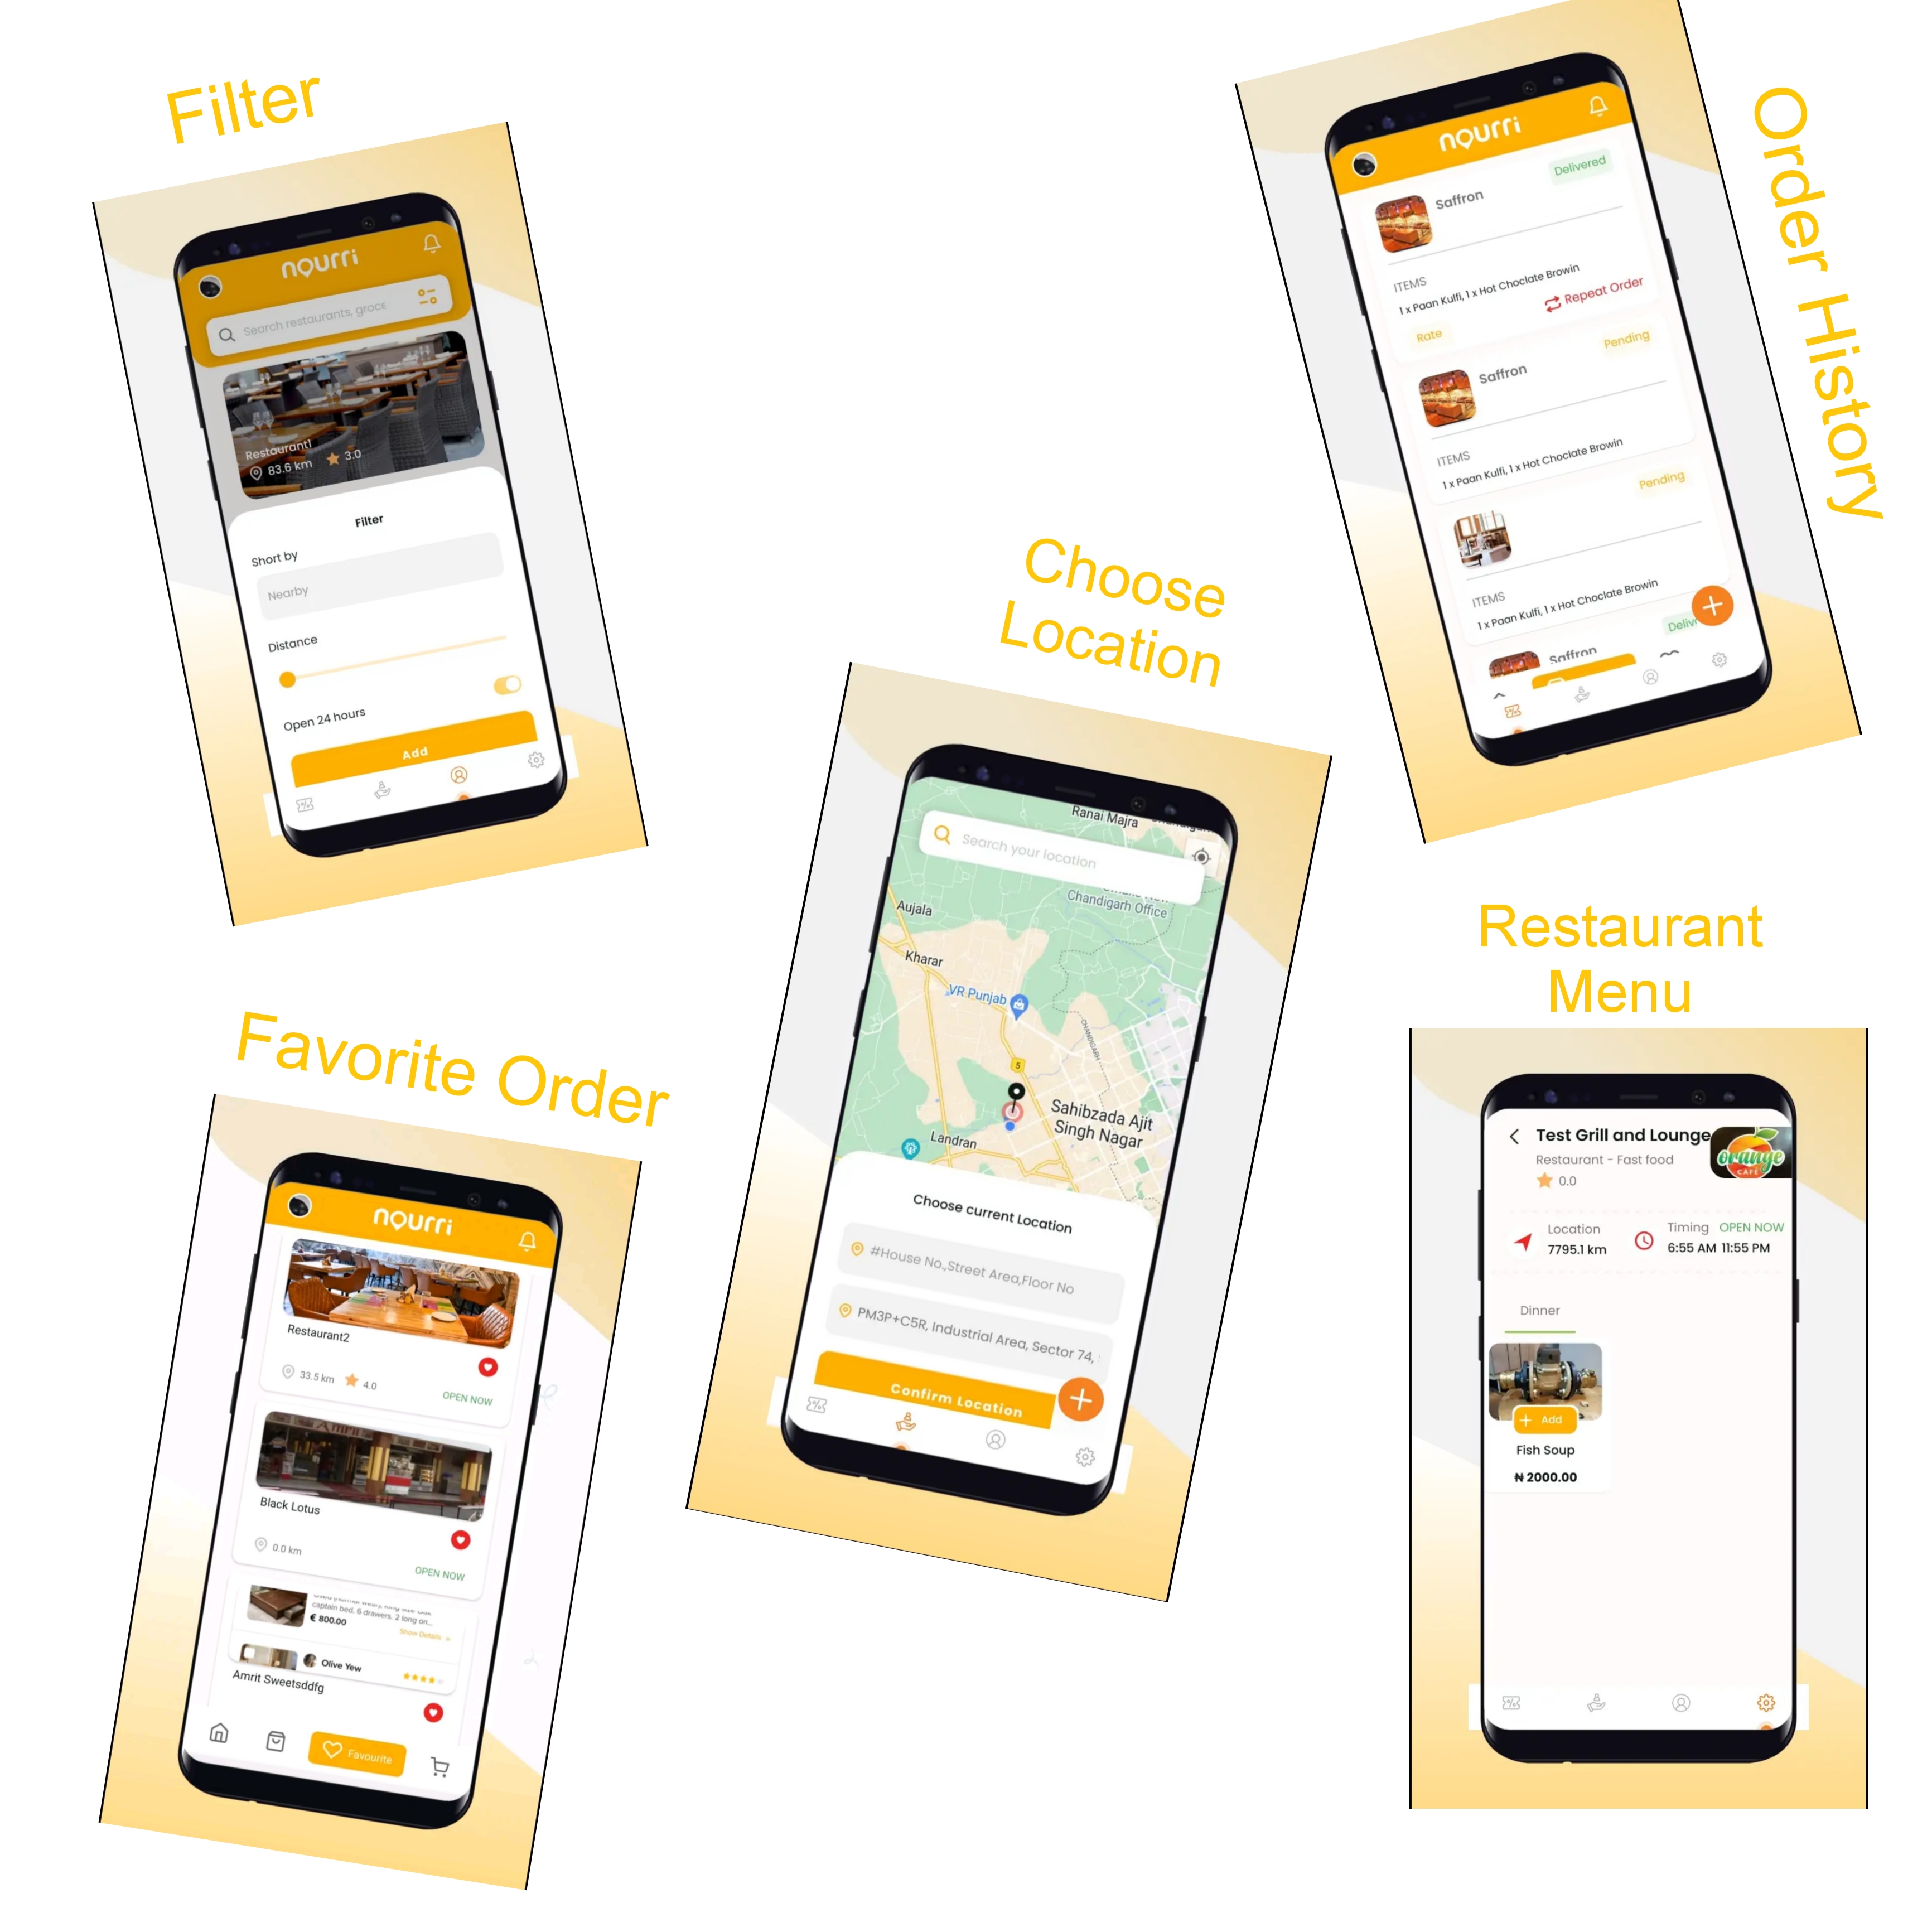 Filter
nourri
Search restaurants, groce
Restaurant1
83.6 km 3.0
Filter
Short by
Nearby
Distance
Open 24 hours
Add
Order History
nourri
Delivered
Saffron
ITEMS
1 x Paan Kulfi, 1 x Hot Choclate Browin
Repeat Order
Rate
Pending
Saffron
ITEMS
1 x Paan Kulfi, 1 x Hot Choclate Browin
Pending
ITEMS
1 x Paan Kulfi, 1 x Hot Choclate Browin
Deliv
Saffron
Choose
Location
Ranai Majra
Search your location
Chandigarh Office
Aujala
Kharar
VR Punjab
CHANDIGARH
5
Sahibzada Ajit
Singh Nagar
Landran
Choose current Location
#House No.,Street Area,Floor No
PM3P+C5R, Industrial Area, Sector 74,
Confirm Location
Favorite Order
nourri
Restaurant2
33.5 km 4.0
OPEN NOW
Black Lotus
0.0 km
OPEN NOW
captain bed. 6 drawers. 2 long on...
€ 800.00
Show Details
Olive Yew
Amrit Sweetsddfg
Favourite
Restaurant
Menu
Test Grill and Lounge
orange
CAFE
Restaurant - Fast food
0.0
Location
7795.1 km
Timing OPEN NOW
6:55 AM 11:55 PM
Dinner
+ Add
Fish Soup
₦ 2000.00